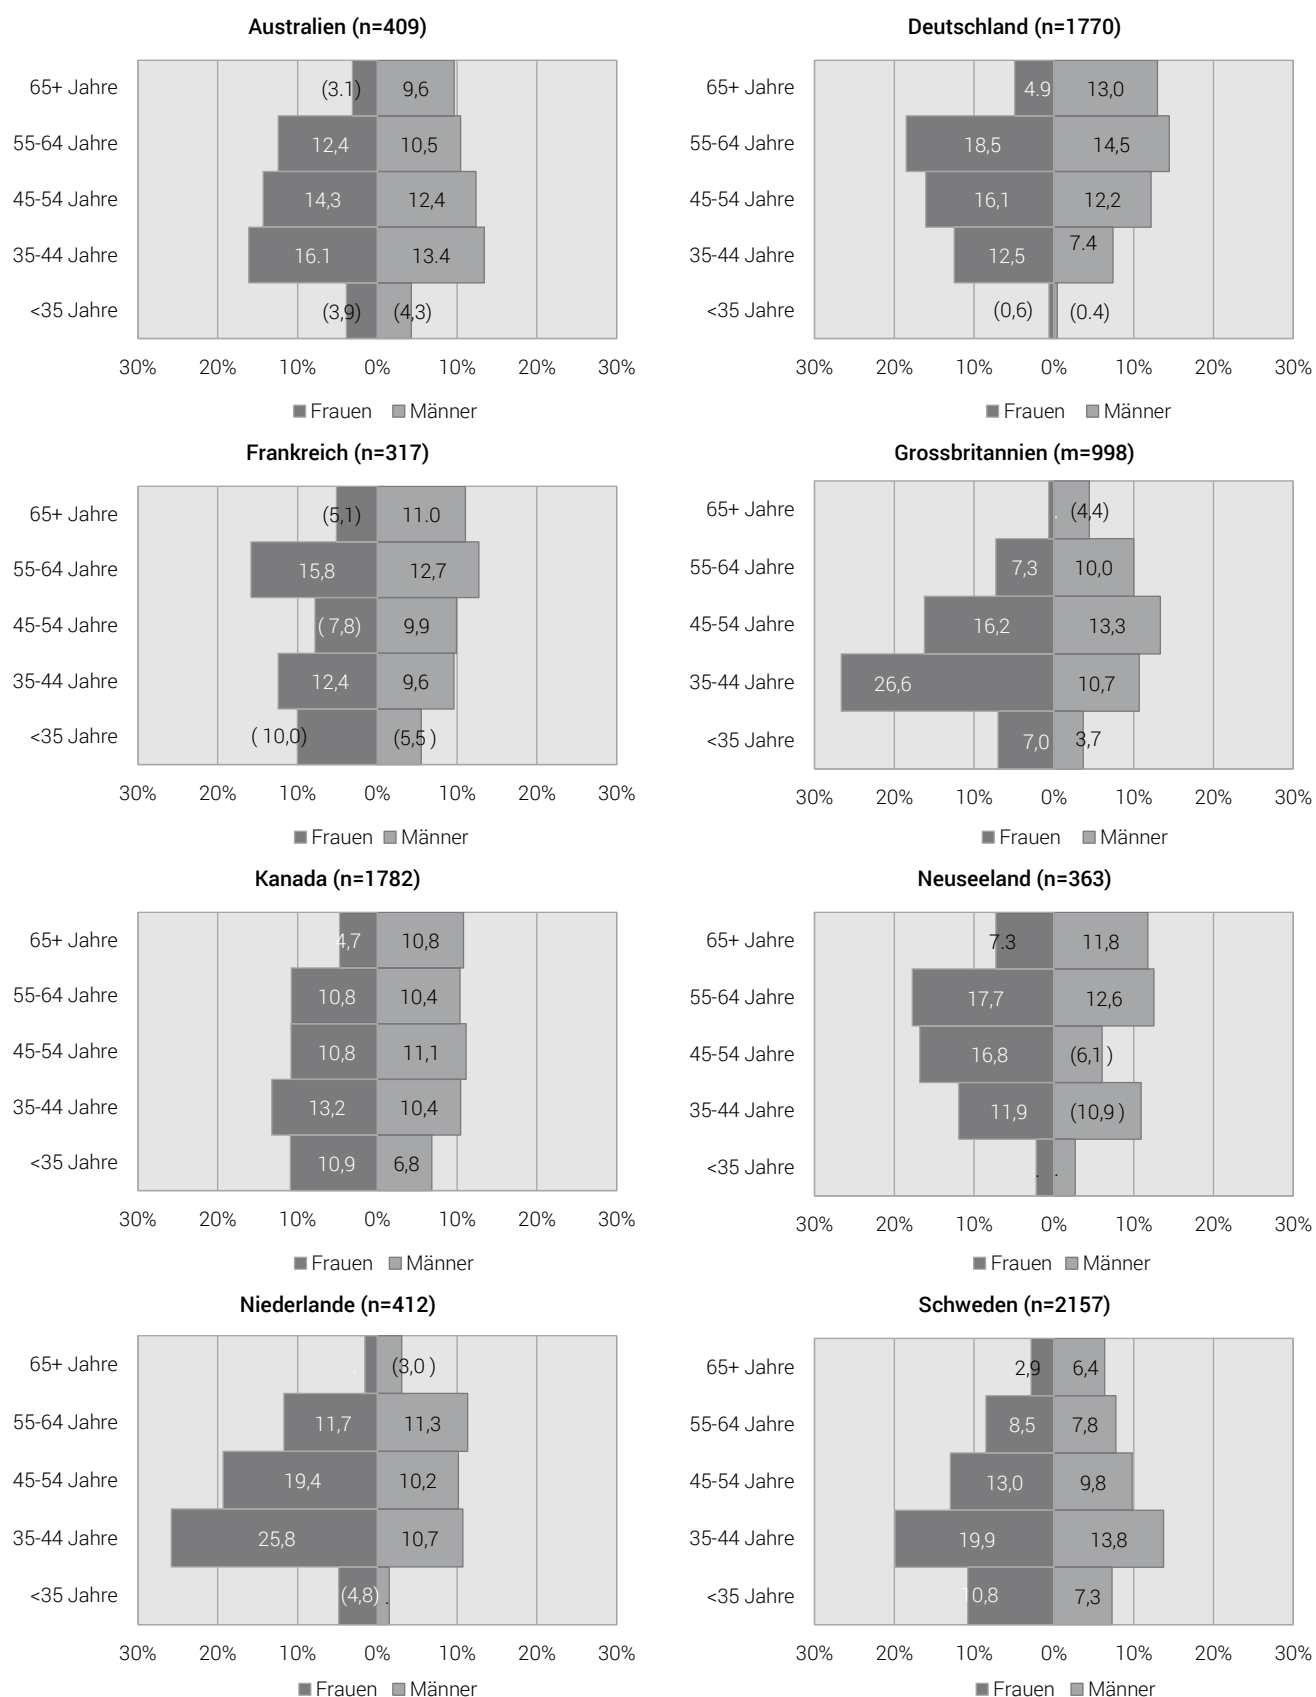 Australien (n=409)
65+ Jahre (3.1) 9,6
55-64 Jahre 12,4 10,5
45-54 Jahre 14,3 12,4
35-44 Jahre 16.1 13.4
<35 Jahre (3,9) (4,3)
30% 20% 10% 0% 10% 20% 30%
Frauen Männer
Deutschland (n=1770)
65+ Jahre 4.9 13,0
55-64 Jahre 18,5 14,5
45-54 Jahre 16,1 12,2
35-44 Jahre 12,5 7.4
<35 Jahre (0,6) (0.4)
30% 20% 10% 0% 10% 20% 30%
Frauen Männer
Frankreich (n=317)
65+ Jahre (5,1) 11.0
55-64 Jahre 15,8 12,7
45-54 Jahre ( 7,8) 9,9
35-44 Jahre 12,4 9,6
<35 Jahre ( 10,0) (5,5 )
30% 20% 10% 0% 10% 20% 30%
Frauen Männer
Grossbritannien (m=998)
65+ Jahre . (4,4)
55-64 Jahre 7,3 10,0
45-54 Jahre 16,2 13,3
35-44 Jahre 26,6 10,7
<35 Jahre 7,0 3,7
30% 20% 10% 0% 10% 20% 30%
Frauen Männer
Kanada (n=1782)
65+ Jahre 4,7 10,8
55-64 Jahre 10,8 10,4
45-54 Jahre 10,8 11,1
35-44 Jahre 13,2 10,4
<35 Jahre 10,9 6,8
30% 20% 10% 0% 10% 20% 30%
Frauen Männer
Neuseeland (n=363)
65+ Jahre 7.3 11,8
55-64 Jahre 17,7 12,6
45-54 Jahre 16,8 (6,1 )
35-44 Jahre 11,9 (10,9 )
<35 Jahre . .
30% 20% 10% 0% 10% 20% 30%
Frauen Männer
Niederlande (n=412)
65+ Jahre . (3,0 )
55-64 Jahre 11,7 11,3
45-54 Jahre 19,4 10,2
35-44 Jahre 25,8 10,7
<35 Jahre (4,8) .
30% 20% 10% 0% 10% 20% 30%
Frauen Männer
Schweden (n=2157)
65+ Jahre 2,9 6,4
55-64 Jahre 8,5 7,8
45-54 Jahre 13,0 9,8
35-44 Jahre 19,9 13,8
<35 Jahre 10,8 7,3
30% 20% 10% 0% 10% 20% 30%
Frauen Männer